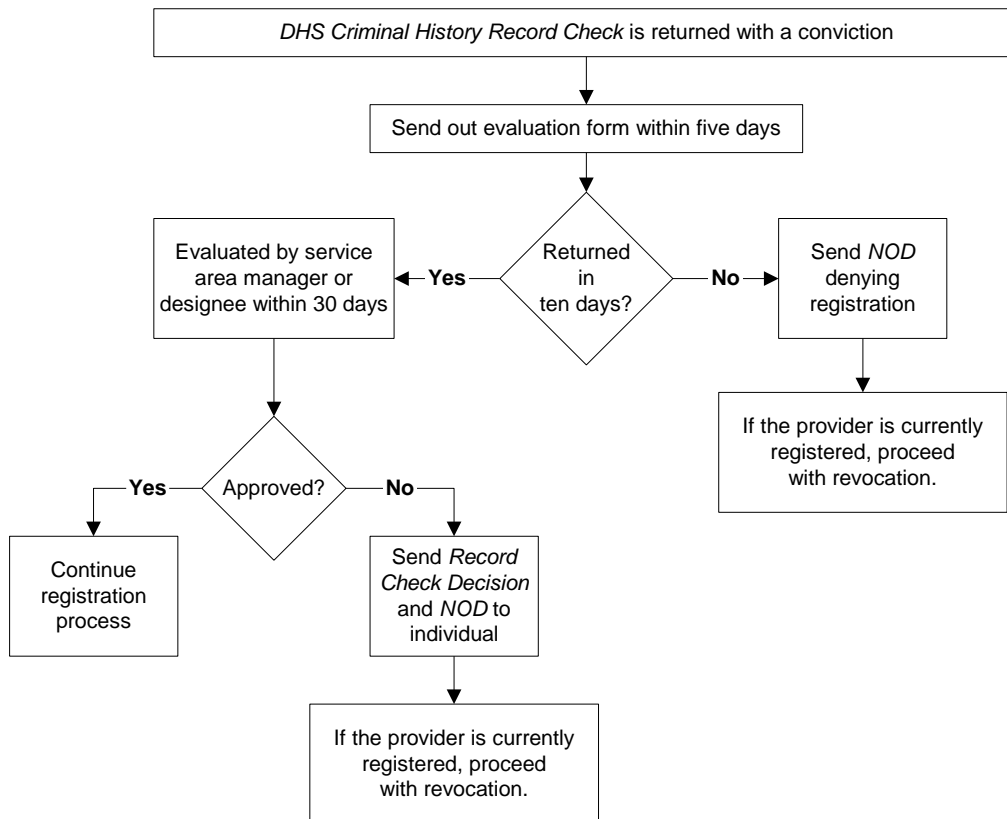 DHS Criminal History Record Check is returned with a conviction
Send out evaluation form within five days
Evaluated by service
area manager or
designee within 30 days
Yes
Returned
in
ten days?
No
Send NOD
denying
registration
If the provider is currently
registered, proceed
with revocation.
Yes
Approved?
No
Continue
registration
process
Send Record
Check Decision
and NOD to
individual
If the provider is currently
registered, proceed
with revocation.